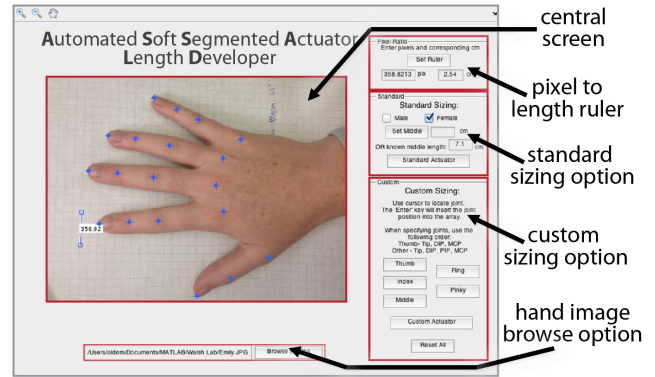 Automated Soft Segmented Actuator
Length Developer
central
screen
Pixel Ratio
Enter pixels and corresponding cm
Set Ruler
358.8213 pix 2.54
pixel to
length ruler
Standard
Standard Sizing:
Male Female
Set Middle cm
OR known middle length: 7.1 cm
Standard Actuator
standard
sizing option
Custom
Custom Sizing:
Use cursor to locate joint.
The 'Enter' key will insert the joint
position into the array.
When specifying joints, use the
following order:
Thumb- Tip, DIP, MCP
Other - Tip, DIP, PIP, MCP
Thumb
Ring
Index
Pinky
Middle
Custom Actuator
Reset All
custom
sizing option
358.82
/Users/oldem/Documents/MATLAB/Walsh Lab/Emily.JPG Browse
hand image
browse option